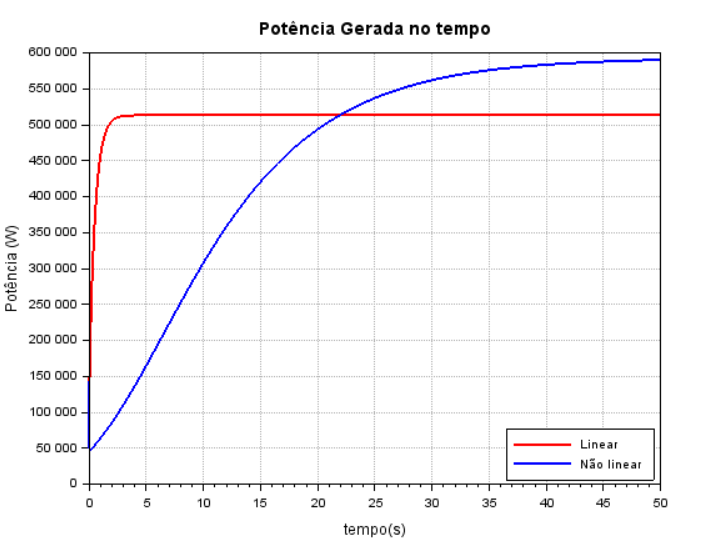 Potência Gerada no tempo
600 000
550 000
500 000
450 000
400 000
350 000
300 000
250 000
200 000
150 000
100 000
50 000
0
Potência (W)
0 5 10 15 20 25 30 35 40 45 50
tempo(s)
Linear
Não linear